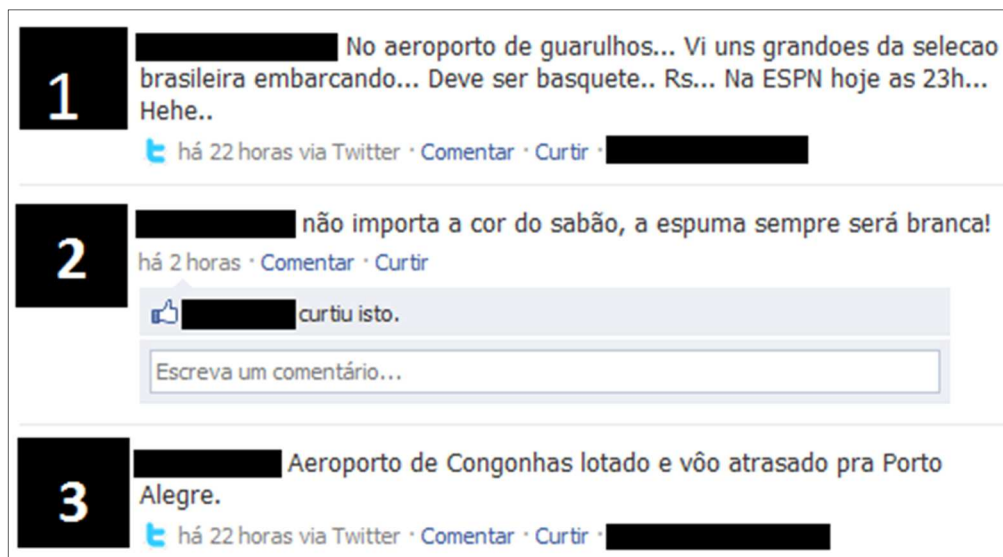 1
No aeroporto de guarulhos... Vi uns grandoes da selecao
brasileira embarcando... Deve ser basquete.. Rs... Na ESPN hoje as 23h...
Hehe..
há 22 horas via Twitter · Comentar · Curtir ·
2
não importa a cor do sabão, a espuma sempre será branca!
há 2 horas · Comentar · Curtir
curtiu isto.
Escreva um comentário...
3
Aeroporto de Congonhas lotado e vôo atrasado pra Porto
Alegre.
há 22 horas via Twitter · Comentar · Curtir ·